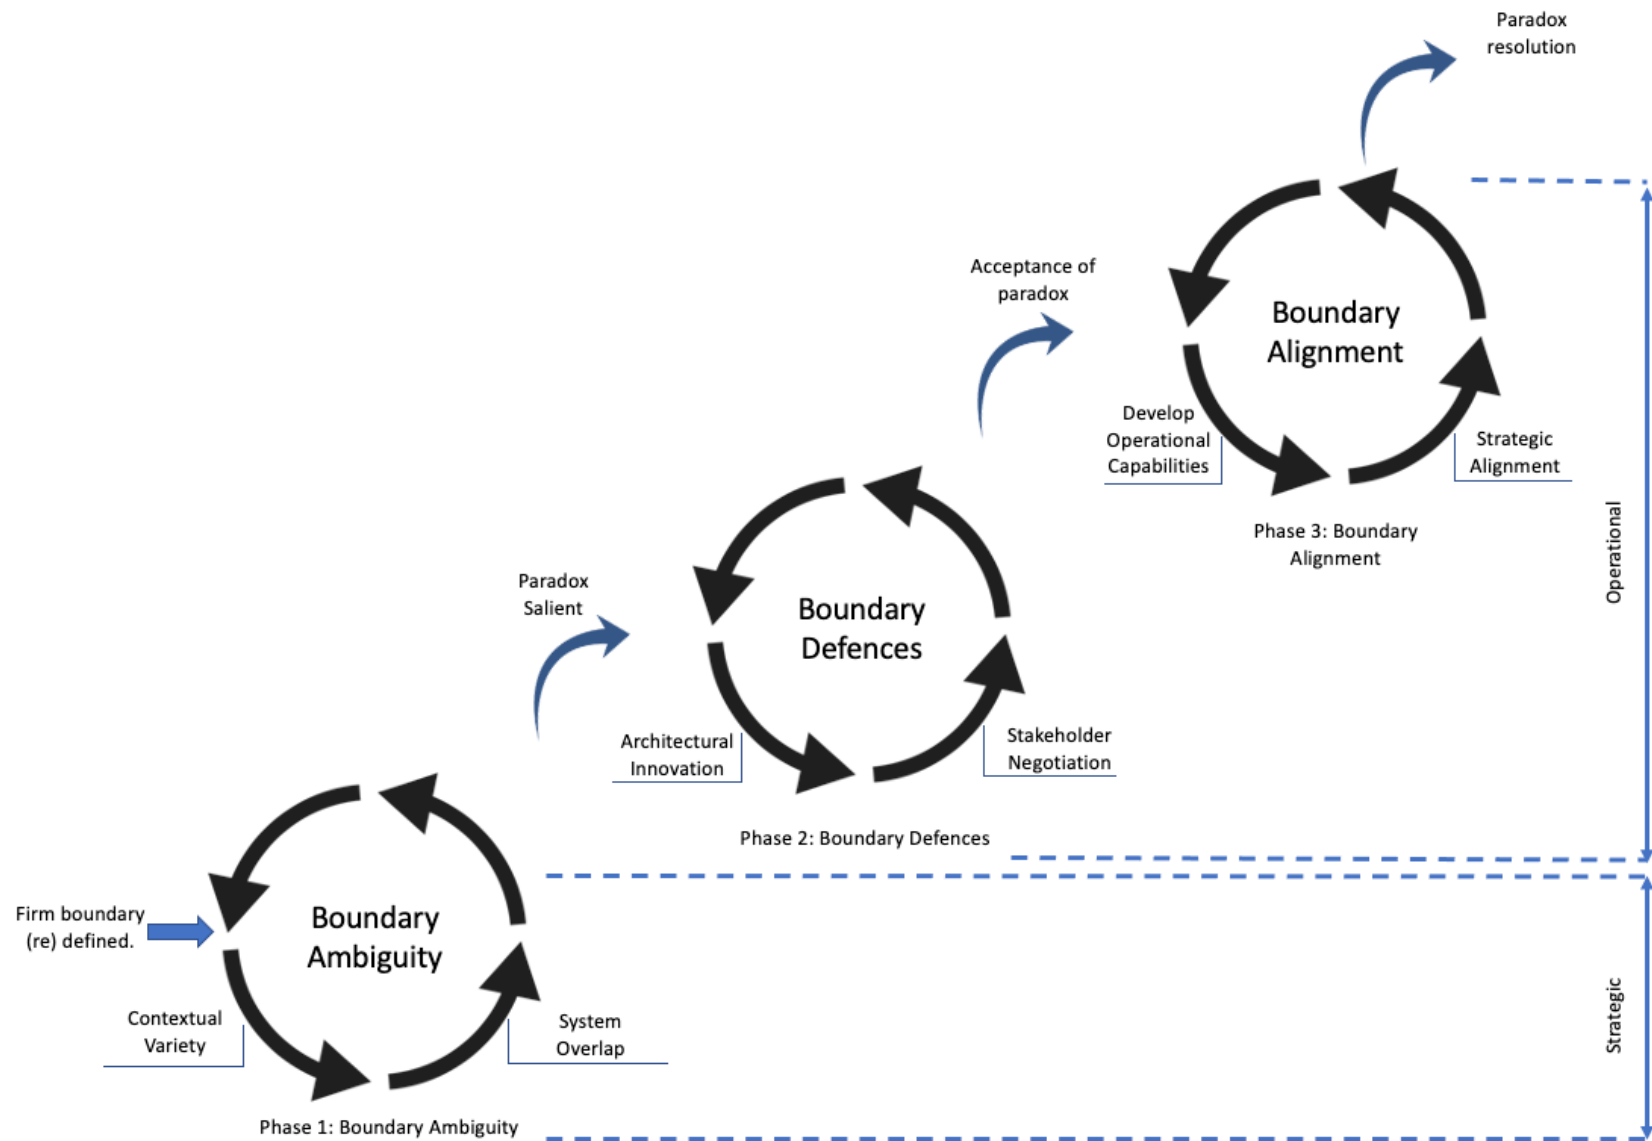 Paradox
resolution
Acceptance of
paradox
Boundary
Alignment
Develop
Operational
Capabilities
Strategic
Alignment
Phase 3: Boundary
Alignment
Operational
Paradox
Salient
Boundary
Defences
Architectural
Innovation
Stakeholder
Negotiation
Phase 2: Boundary Defences
Firm boundary
(re) defined.
Boundary
Ambiguity
Contextual
Variety
System
Overlap
Strategic
Phase 1: Boundary Ambiguity